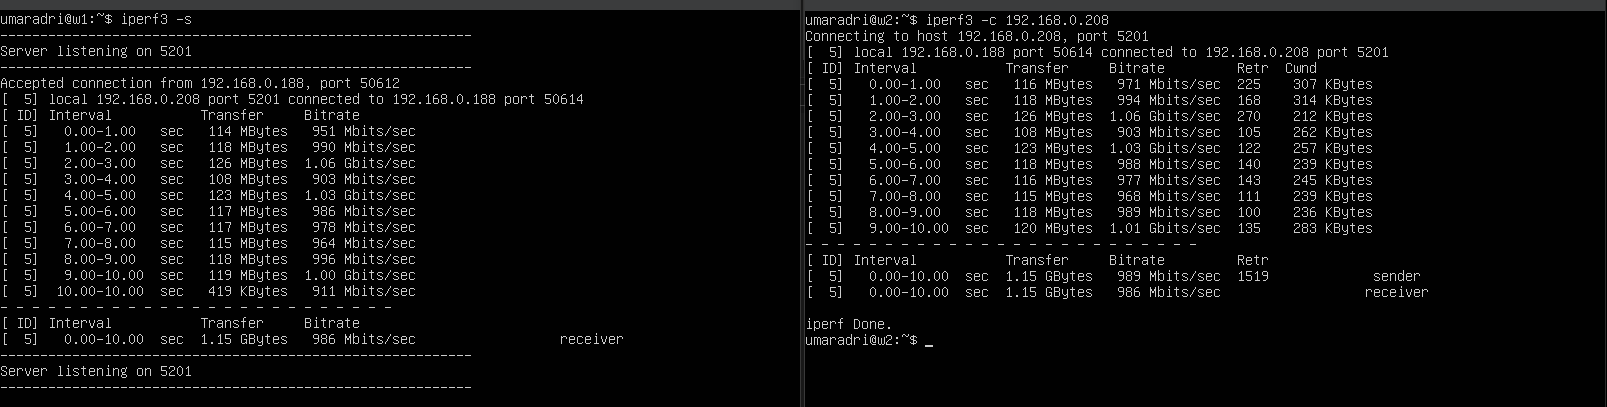 umaradri@w1:~$ iperf3 -s
-----------------------------------------------------------
Server listening on 5201
-----------------------------------------------------------
Accepted connection from 192.168.0.188, port 50612
[  5] local 192.168.0.208 port 5201 connected to 192.168.0.188 port 50614
[ ID] Interval           Transfer     Bitrate
[  5]   0.00-1.00   sec   114 MBytes   951 Mbits/sec
[  5]   1.00-2.00   sec   118 MBytes   990 Mbits/sec
[  5]   2.00-3.00   sec   126 MBytes  1.06 Gbits/sec
[  5]   3.00-4.00   sec   108 MBytes   903 Mbits/sec
[  5]   4.00-5.00   sec   123 MBytes  1.03 Gbits/sec
[  5]   5.00-6.00   sec   117 MBytes   986 Mbits/sec
[  5]   6.00-7.00   sec   117 MBytes   978 Mbits/sec
[  5]   7.00-8.00   sec   115 MBytes   964 Mbits/sec
[  5]   8.00-9.00   sec   118 MBytes   996 Mbits/sec
[  5]   9.00-10.00  sec   119 MBytes  1.00 Gbits/sec
[  5]  10.00-10.00  sec   419 KBytes   911 Mbits/sec
- - - - - - - - - - - - - - - - - - - - - - - - -
[ ID] Interval           Transfer     Bitrate
[  5]   0.00-10.00  sec  1.15 GBytes   986 Mbits/sec                  receiver
-----------------------------------------------------------
Server listening on 5201
-----------------------------------------------------------
umaradri@w2:~$ iperf3 -c 192.168.0.208
Connecting to host 192.168.0.208, port 5201
[  5] local 192.168.0.188 port 50614 connected to 192.168.0.208 port 5201
[ ID] Interval           Transfer     Bitrate         Retr  Cwnd
[  5]   0.00-1.00   sec   116 MBytes   971 Mbits/sec  225    307 KBytes
[  5]   1.00-2.00   sec   118 MBytes   994 Mbits/sec  168    314 KBytes
[  5]   2.00-3.00   sec   126 MBytes  1.06 Gbits/sec  270    212 KBytes
[  5]   3.00-4.00   sec   108 MBytes   903 Mbits/sec  105    262 KBytes
[  5]   4.00-5.00   sec   123 MBytes  1.03 Gbits/sec  122    257 KBytes
[  5]   5.00-6.00   sec   118 MBytes   988 Mbits/sec  140    239 KBytes
[  5]   6.00-7.00   sec   116 MBytes   977 Mbits/sec  143    245 KBytes
[  5]   7.00-8.00   sec   115 MBytes   968 Mbits/sec  111    239 KBytes
[  5]   8.00-9.00   sec   118 MBytes   989 Mbits/sec  100    236 KBytes
[  5]   9.00-10.00  sec   120 MBytes  1.01 Gbits/sec  135    283 KBytes
- - - - - - - - - - - - - - - - - - - - - - - - -
[ ID] Interval           Transfer     Bitrate         Retr
[  5]   0.00-10.00  sec  1.15 GBytes   989 Mbits/sec  1519             sender
[  5]   0.00-10.00  sec  1.15 GBytes   986 Mbits/sec                  receiver
iperf Done.
umaradri@w2:~$ _